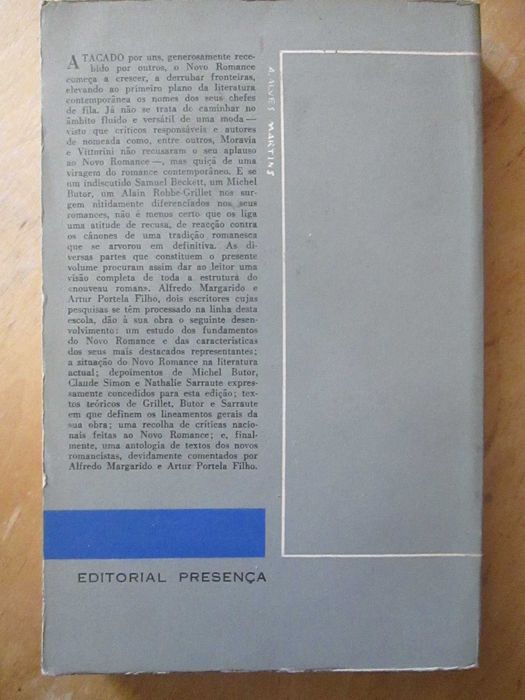 ATACADO por uns, generosamente rece-
bido por outros, o Novo Romance
começa a crescer, a derrubar fronteiras,
elevando ao primeiro plano da literatura
contemporânea os nomes dos seus chefes
de fila. Já não se trata de caminhar no
âmbito fluido e versátil de uma moda —
visto que críticos responsáveis e autores
de nomeada como, entre outros, Moravia
e Vittorini não recusaram o seu aplauso
ao Novo Romance —, mas quiçá de uma
viragem do romance contemporâneo. E se
um indiscutido Samuel Beckett, um Michel
Butor, um Alain Robbe-Grillet nos sur-
gem nitidamente diferenciados nos seus
romances, não é menos certo que os liga
uma atitude de recusa, de reacção contra
os cânones de uma tradição romanesca
que se arvorou em definitiva. As di-
versas partes que constituem o presente
volume procuram assim dar ao leitor uma
visão completa de toda a estrutura do
«nouveau roman». Alfredo Margarido e
Artur Portela Filho, dois escritores cujas
pesquisas se têm processado na linha desta
escola, dão à sua obra o seguinte desen-
volvimento: um estudo dos fundamentos
do Novo Romance e das características
dos seus mais destacados representantes;
a situação do Novo Romance na literatura
actual; depoimentos de Michel Butor,
Claude Simon e Nathalie Sarraute expres-
samente concedidos para esta edição; tex-
tos teóricos de Grillet, Butor e Sarraute
em que definem os lineamentos gerais da
sua obra; uma recolha de críticas nacio-
nais feitas ao Novo Romance; e, final-
mente, uma antologia de textos dos novos
romancistas, devidamente comentados por
Alfredo Margarido e Artur Portela Filho.
A. ALVES MARTINS
EDITORIAL PRESENÇA